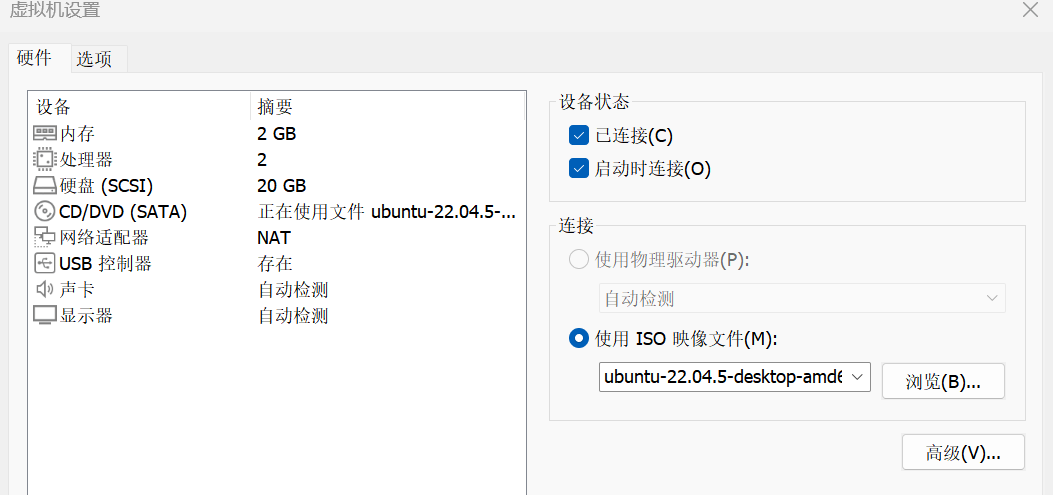 虚拟机设置
硬件 选项
设备 摘要
内存 2 GB
处理器 2
硬盘 (SCSI) 20 GB
CD/DVD (SATA) 正在使用文件 ubuntu-22.04.5-...
网络适配器 NAT
USB 控制器 存在
声卡 自动检测
显示器 自动检测
设备状态
已连接(C)
启动时连接(O)
连接
使用物理驱动器(P):
自动检测
使用 ISO 映像文件(M):
ubuntu-22.04.5-desktop-amd6
浏览(B)...
高级(V)...